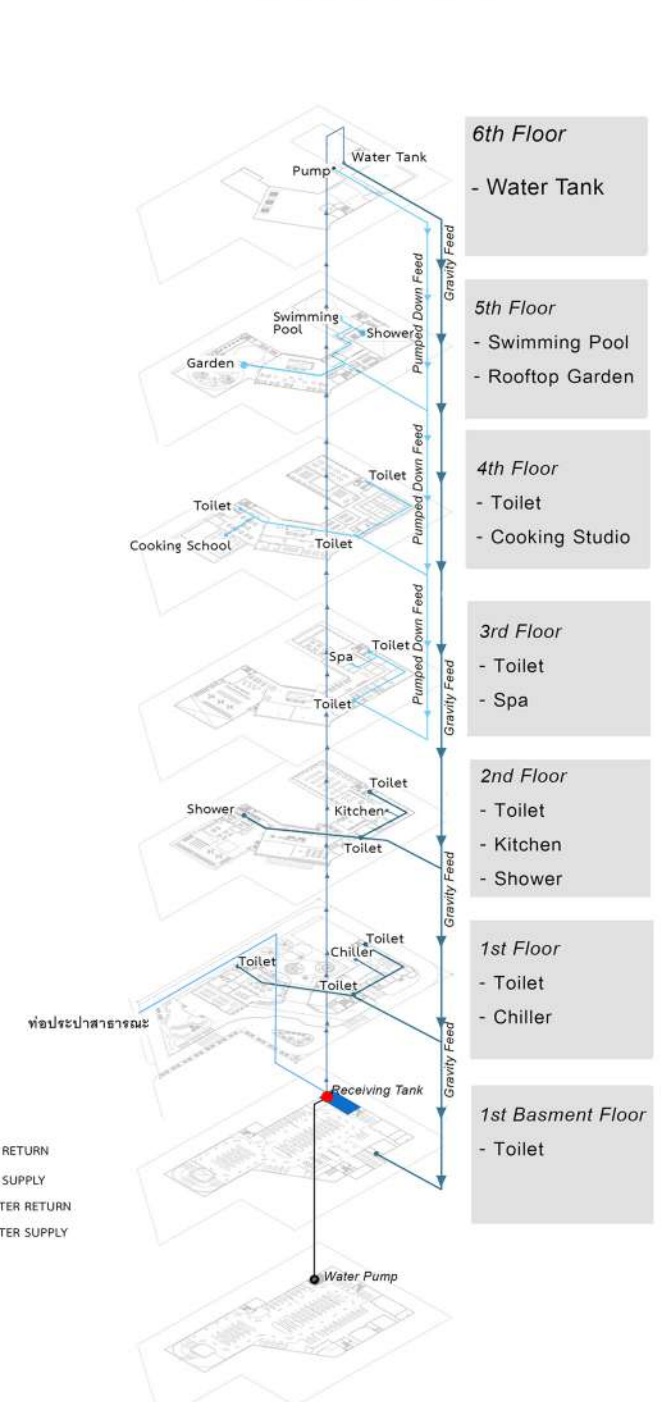 6th Floor
- Water Tank
Water Tank
Pump
Gravity Feed
Pumped Down Feed
5th Floor
- Swimming Pool
- Rooftop Garden
Swimming
Pool
Shower
Garden
4th Floor
- Toilet
- Cooking Studio
Pumped Down Feed
Toilet
Toilet
Cooking School
Toilet
3rd Floor
- Toilet
- Spa
Pumped Down Feed
Gravity Feed
Toilet
Spa
Toilet
2nd Floor
- Toilet
- Kitchen
- Shower
Toilet
Shower
Kitchen
Toilet
Gravity Feed
1st Floor
- Toilet
- Chiller
Toilet
Chiller
Toilet
Toilet
ท่อประปาสาธารณะ
Gravity Feed
Receiving Tank
1st Basment Floor
- Toilet
RETURN
SUPPLY
TER RETURN
TER SUPPLY
Water Pump